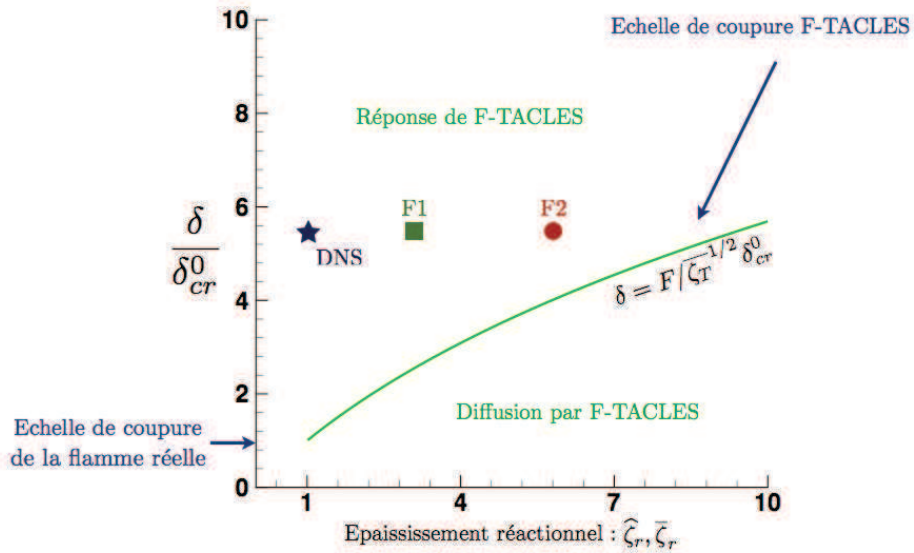 Echelle de coupure F-TACLES
10
8
6
4
2
0
Réponse de F-TACLES
δ
δ⁰cr
DNS
F1
F2
δ = F/ζ̅_T^1/2 δ⁰cr
Diffusion par F-TACLES
Echelle de coupure
de la flamme réelle
1
4
7
10
Epaississement réactionnel : ζ̂r, ζ̅r